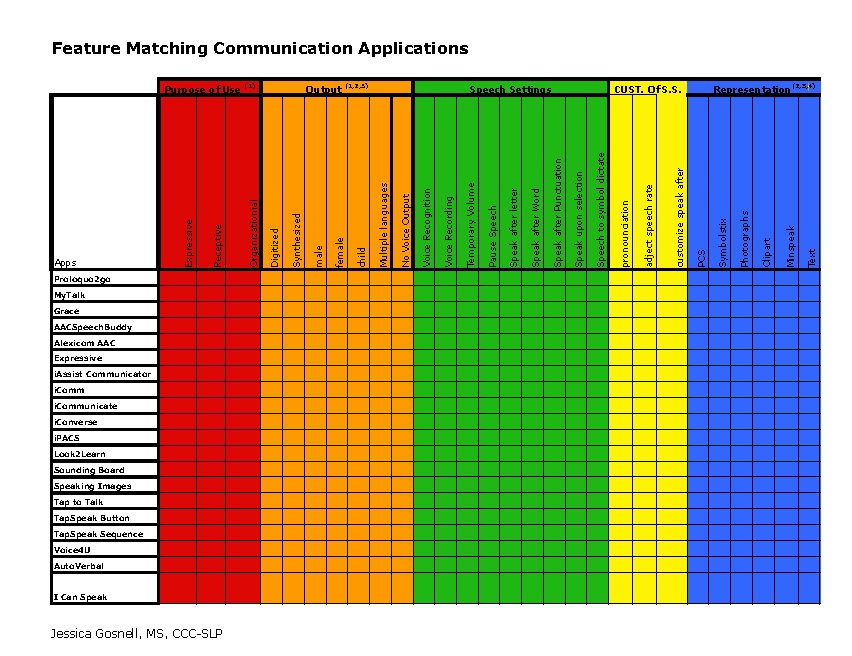 Feature Matching Communication Applications
Purpose of Use (1) Output (1,2,5) Speech Settings CUST. OfS.S. Representation (2,5,6)
Apps
Expressive
Receptive
Organizational
Digitized
Synthesized
male
female
child
Multiple languages
No Voice Output
Voice Recognition
Voice Recording
Temporary Volume
Pause Speech
Speak after letter
Speak after Word
Speak after Punctuation
Speak upon selection
Speech to symbol dictate
pronoundation
adject speech rate
customize speak after
PCS
Symbolstix
Photographs
Clipart
Minspeak
Text
Proloquo2go
MyTalk
Grace
AACSpeechBuddy
Alexicom AAC
Expressive
iAssist Communicator
iComm
iCommunicate
iConverse
iPACS
Look2Learn
Sounding Board
Speaking Images
Tap to Talk
TapSpeak Button
TapSpeak Sequence
Voice4U
AutoVerbal
I Can Speak
Jessica Gosnell, MS, CCC-SLP